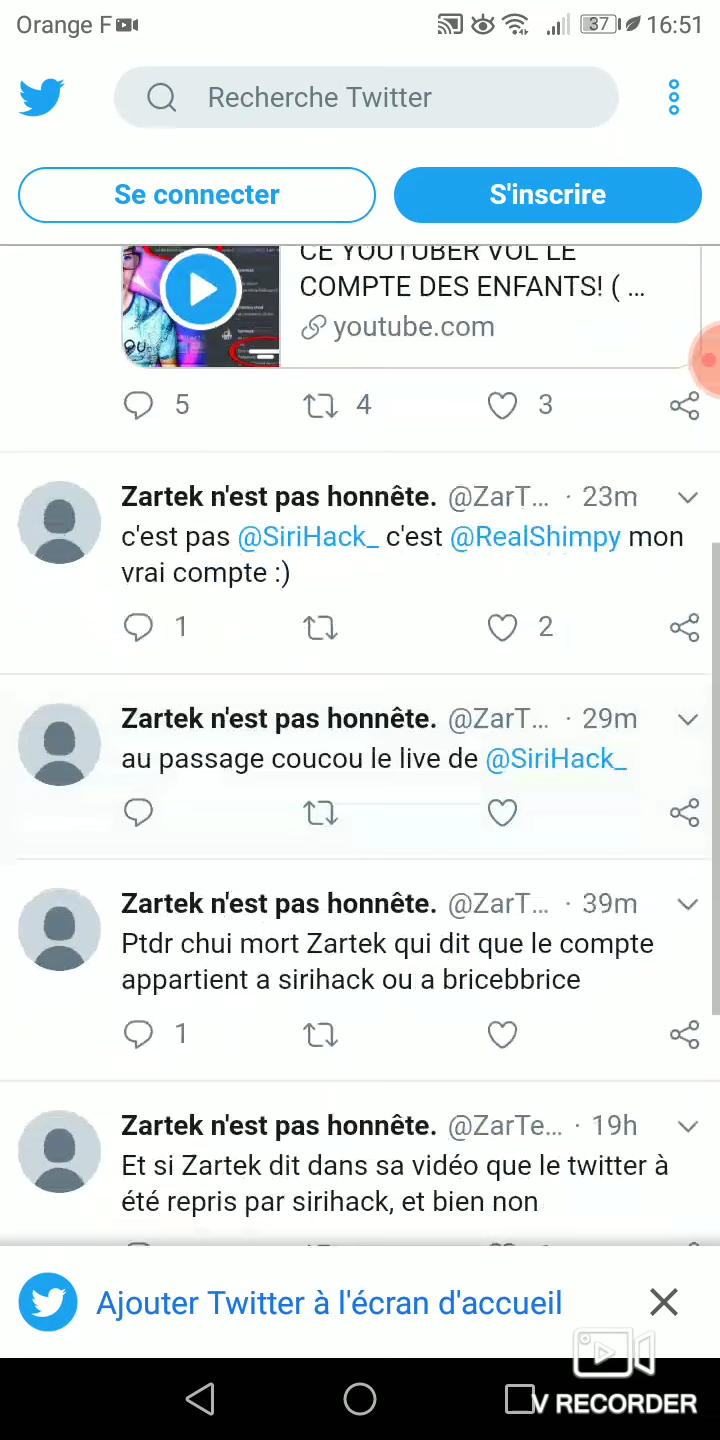 Orange F 37 16:51
Recherche Twitter
Se connecter S'inscrire
CE YOUTUBER VOL LE
COMPTE DES ENFANTS! ( ...
youtube.com
5 4 3
Zartek n'est pas honnête. @ZarT... · 23m
c'est pas @SiriHack_ c'est @RealShimpy mon
vrai compte :)
1 2
Zartek n'est pas honnête. @ZarT... · 29m
au passage coucou le live de @SiriHack_
Zartek n'est pas honnête. @ZarT... · 39m
Ptdr chui mort Zartek qui dit que le compte
appartient a sirihack ou a bricebbrice
1
Zartek n'est pas honnête. @ZarTe... · 19h
Et si Zartek dit dans sa vidéo que le twitter à
été repris par sirihack, et bien non
Ajouter Twitter à l'écran d'accueil
V RECORDER